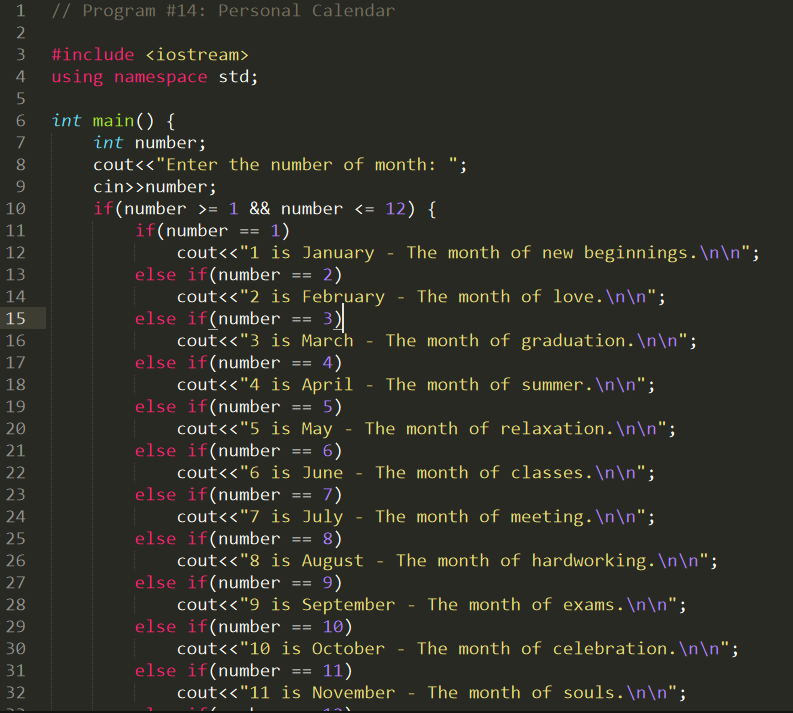 1 // Program #14: Personal Calendar
2
3 #include <iostream>
4 using namespace std;
5
6 int main() {
7     int number;
8     cout<<"Enter the number of month: ";
9     cin>>number;
10     if(number >= 1 && number <= 12) {
11         if(number == 1)
12             cout<<"1 is January - The month of new beginnings.\n\n";
13         else if(number == 2)
14             cout<<"2 is February - The month of love.\n\n";
15         else if(number == 3)
16             cout<<"3 is March - The month of graduation.\n\n";
17         else if(number == 4)
18             cout<<"4 is April - The month of summer.\n\n";
19         else if(number == 5)
20             cout<<"5 is May - The month of relaxation.\n\n";
21         else if(number == 6)
22             cout<<"6 is June - The month of classes.\n\n";
23         else if(number == 7)
24             cout<<"7 is July - The month of meeting.\n\n";
25         else if(number == 8)
26             cout<<"8 is August - The month of hardworking.\n\n";
27         else if(number == 9)
28             cout<<"9 is September - The month of exams.\n\n";
29         else if(number == 10)
30             cout<<"10 is October - The month of celebration.\n\n";
31         else if(number == 11)
32             cout<<"11 is November - The month of souls.\n\n";